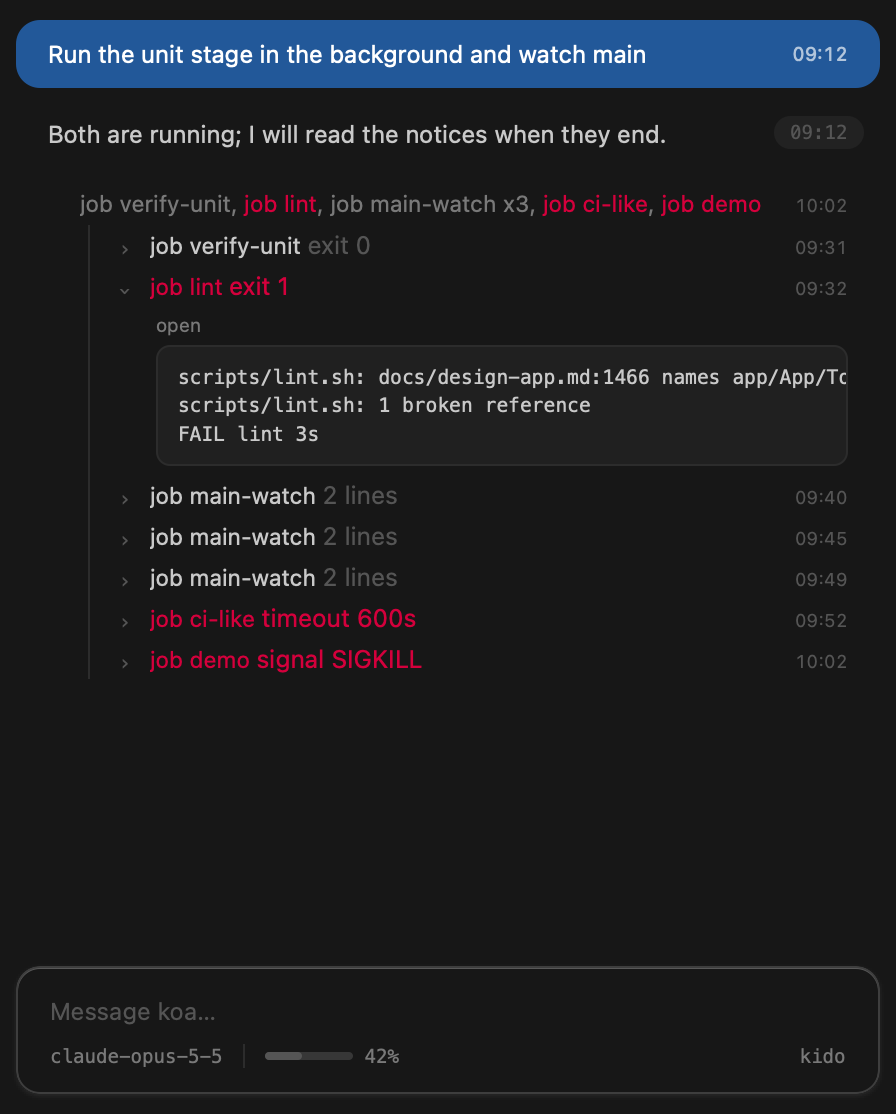 Run the unit stage in the background and watch main 09:12
Both are running; I will read the notices when they end. 09:12
job verify-unit, job lint, job main-watch x3, job ci-like, job demo 10:02
job verify-unit exit 0 09:31
job lint exit 1 09:32
open
scripts/lint.sh: docs/design-app.md:1466 names app/App/To
scripts/lint.sh: 1 broken reference
FAIL lint 3s
job main-watch 2 lines 09:40
job main-watch 2 lines 09:45
job main-watch 2 lines 09:49
job ci-like timeout 600s 09:52
job demo signal SIGKILL 10:02
Message koa...
claude-opus-5-5 42% kido